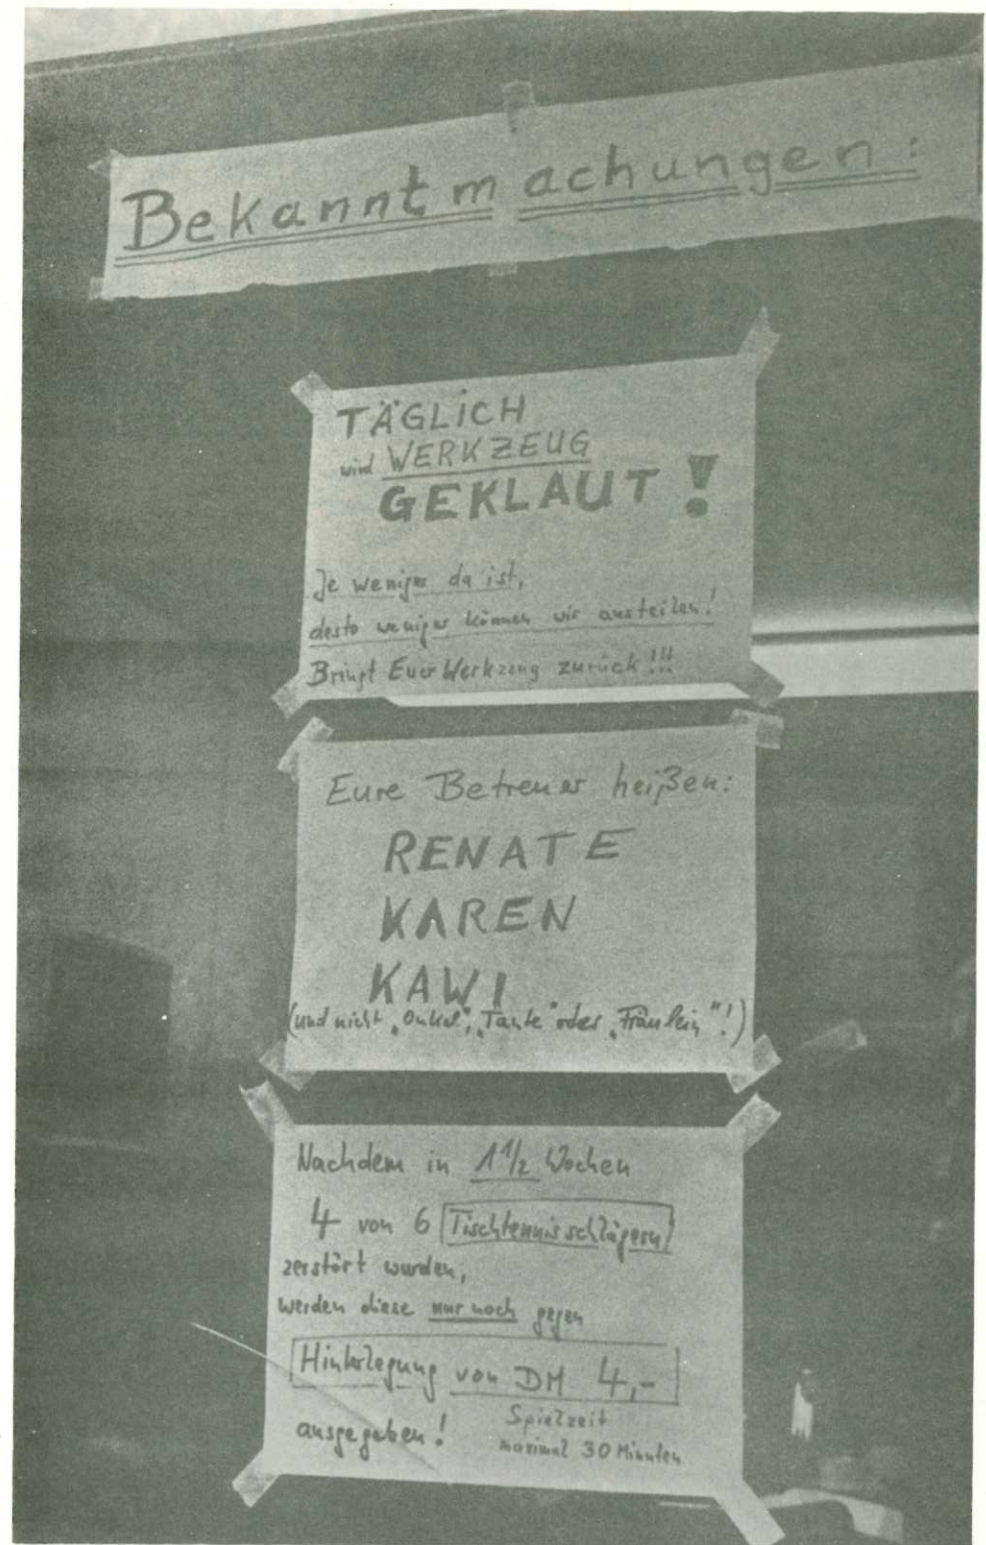 Bekanntmachungen:
TÄGLICH
wird WERKZEUG
GEKLAUT!
Je weniger da ist,
desto weniger können wir austeilen!
Bringt Euer Werkzeug zurück!!!
Eure Betreuer heißen:
RENATE
KAREN
KAWI
(und nicht „Onkel", „Tante" oder „Fräulein"!)
Nachdem in 1 1/2 Wochen
4 von 6 Tischtennisschlägern
zerstört wurden,
werden diese nur noch gegen
Hinterlegung von DM 4,-
ausgegeben! Spielzeit
maximal 30 Minuten